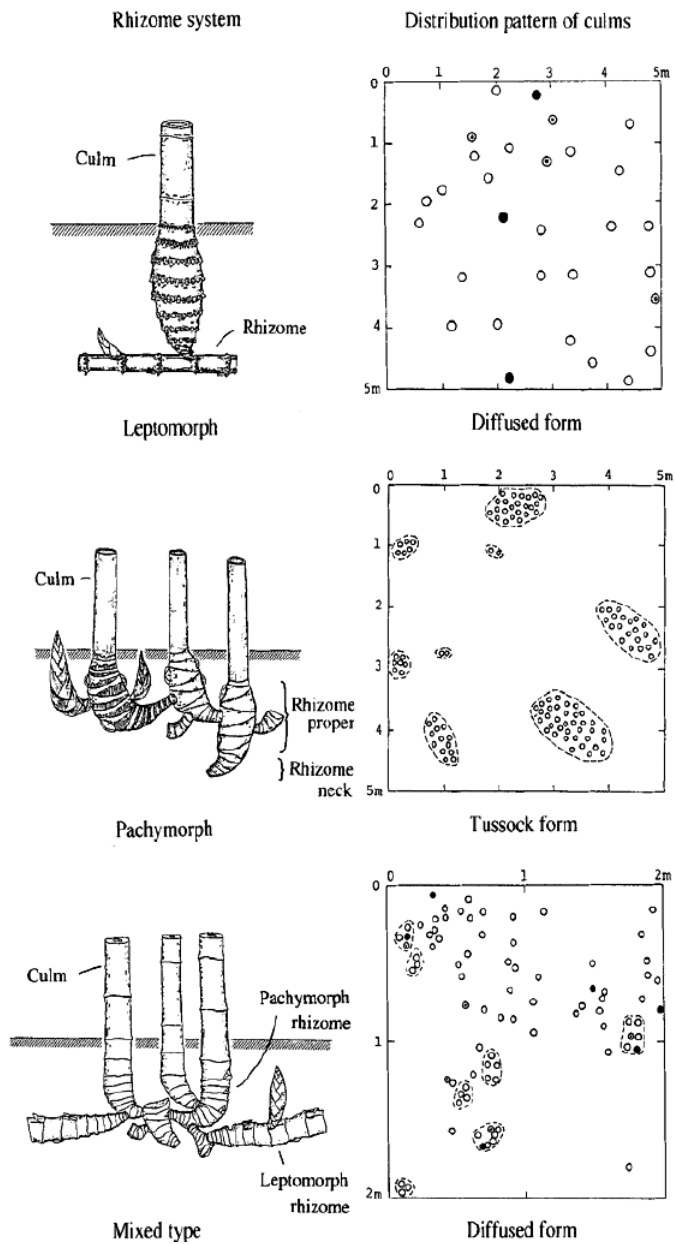 Rhizome system
Distribution pattern of culms
0 1 2 3 4 5m
0
1
2
3
4
5m
Culm
Rhizome
Leptomorph
Diffused form
0 1 2 3 4 5m
0
1
2
3
4
5m
Culm
Rhizome
proper
Rhizome
neck
Pachymorph
Tussock form
0 1 2m
0
1
2m
Culm
Pachymorph
rhizome
Leptomorph
rhizome
Mixed type
Diffused form